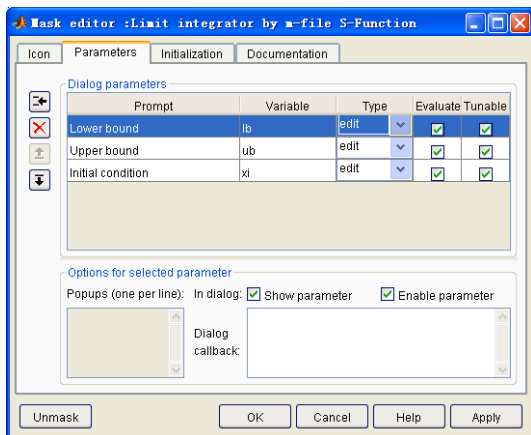 Mask editor :Limit integrator by m-file S-Function
Icon Parameters Initialization Documentation
Dialog parameters
Prompt Variable Type Evaluate Tunable
Lower bound lb edit
Upper bound ub edit
Initial condition xi edit
Options for selected parameter
Popups (one per line): In dialog: Show parameter Enable parameter
Dialog
callback:
Unmask OK Cancel Help Apply